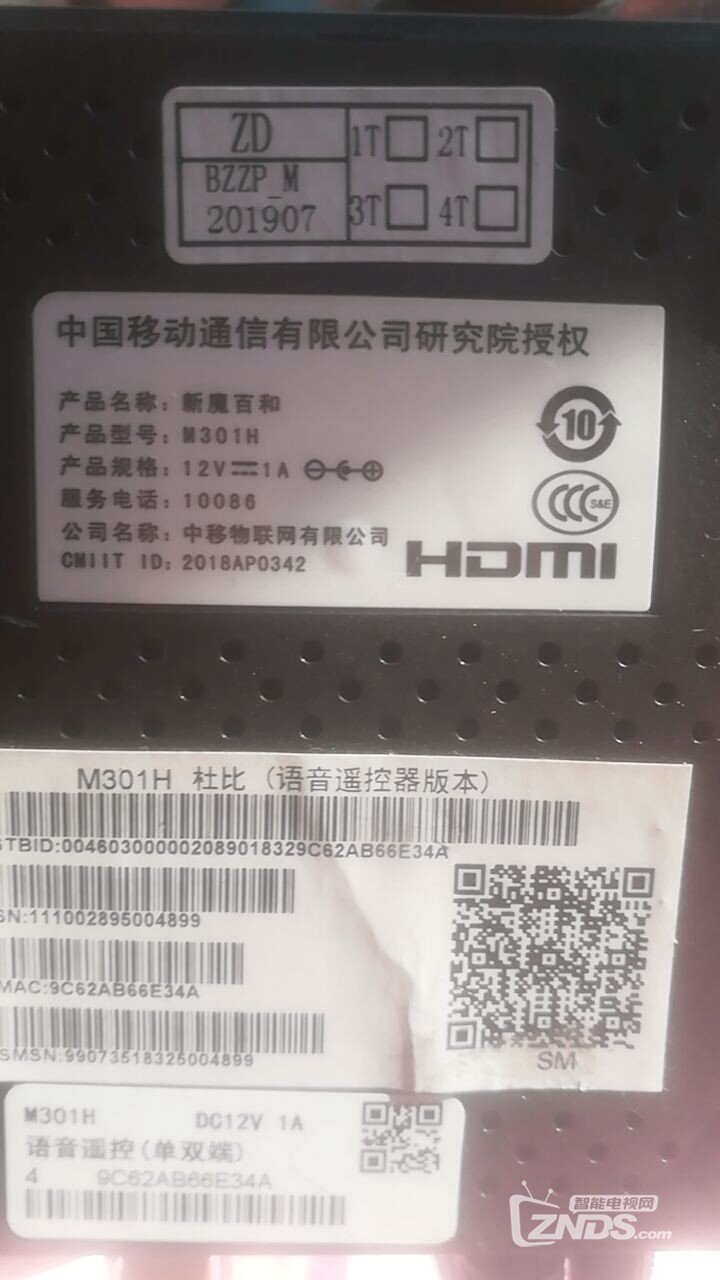 ZD
1T
2T
BZZP_M
201907
3T
4T
中国移动通信有限公司研究院授权
产品名称：新魔百和
产品型号：M301H
产品规格：12V 1A
服务电话：10086
公司名称：中移物联网有限公司
CMIIT ID：2018AP0342
10
CCC
S&E
HDMI
M301H 杜比（语音遥控器版本）
STBID:004603000002089018329C62AB66E34A
SN:111002895004899
MAC:9C62AB66E34A
SMSN:99073518325004899
SM
M301H DC12V 1A
语音遥控(单双端)
4 9C62AB66E34A
智能电视网
ZNDS.com